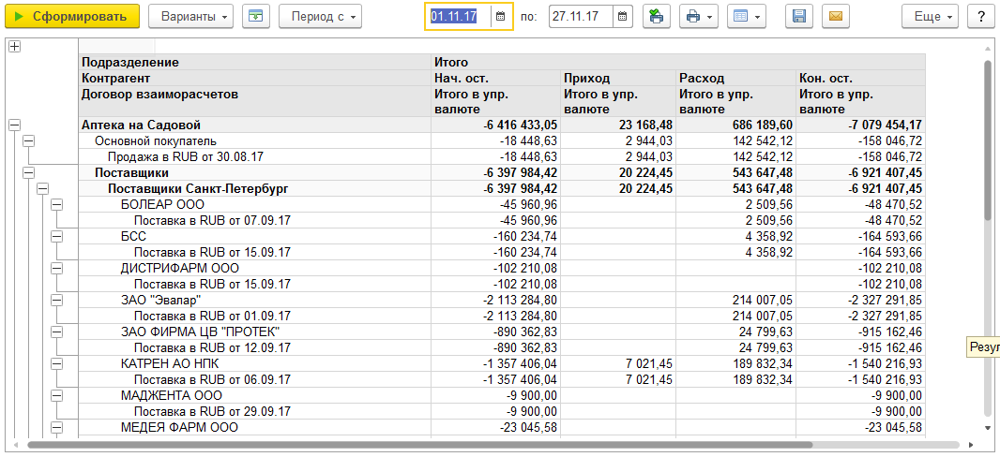 Сформировать Варианты Период с 01.11.17 по: 27.11.17 Еще ?
Подразделение Итого
Контрагент Нач. ост. Приход Расход Кон. ост.
Договор взаиморасчетов Итого в упр. Итого в упр. Итого в упр. Итого в упр.
валюте валюте валюте валюте
Аптека на Садовой -6 416 433,05 23 168,48 686 189,60 -7 079 454,17
Основной покупатель -18 448,63 2 944,03 142 542,12 -158 046,72
Продажа в RUB от 30.08.17 -18 448,63 2 944,03 142 542,12 -158 046,72
Поставщики -6 397 984,42 20 224,45 543 647,48 -6 921 407,45
Поставщики Санкт-Петербург -6 397 984,42 20 224,45 543 647,48 -6 921 407,45
БОЛЕАР ООО -45 960,96 2 509,56 -48 470,52
Поставка в RUB от 07.09.17 -45 960,96 2 509,56 -48 470,52
БСС -160 234,74 4 358,92 -164 593,66
Поставка в RUB от 15.09.17 -160 234,74 4 358,92 -164 593,66
ДИСТРИФАРМ ООО -102 210,08 -102 210,08
Поставка в RUB от 15.09.17 -102 210,08 -102 210,08
ЗАО "Эвалар" -2 113 284,80 214 007,05 -2 327 291,85
Поставка в RUB от 01.09.17 -2 113 284,80 214 007,05 -2 327 291,85
ЗАО ФИРМА ЦВ "ПРОТЕК" -890 362,83 24 799,63 -915 162,46
Поставка в RUB от 12.09.17 -890 362,83 24 799,63 -915 162,46
Резул
КАТРЕН АО НПК -1 357 406,04 7 021,45 189 832,34 -1 540 216,93
Поставка в RUB от 06.09.17 -1 357 406,04 7 021,45 189 832,34 -1 540 216,93
МАДЖЕНТА ООО -9 900,00 -9 900,00
Поставка в RUB от 29.09.17 -9 900,00 -9 900,00
МЕДЕЯ ФАРМ ООО -23 045,58 -23 045,58